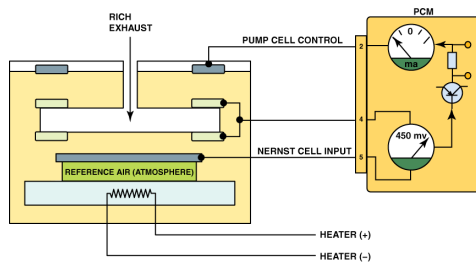 RICH
EXHAUST
PCM
PUMP CELL CONTROL
2
0
ma
4
450 mv
NERNST CELL INPUT
5
REFERENCE AIR (ATMOSPHERE)
HEATER (+)
HEATER (−)